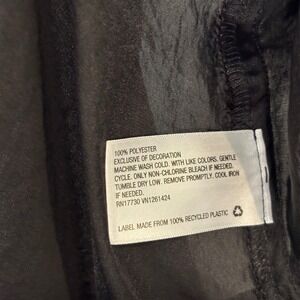 100% POLYESTER
EXCLUSIVE OF DECORATION
MACHINE WASH COLD. WITH LIKE COLORS. GENTLE
CYCLE. ONLY NON-CHLORINE BLEACH IF NEEDED.
TUMBLE DRY LOW. REMOVE PROMPTLY. COOL IRON
IF NEEDED.
RN17730 VN1261424
LABEL MADE FROM 100% RECYCLED PLASTIC